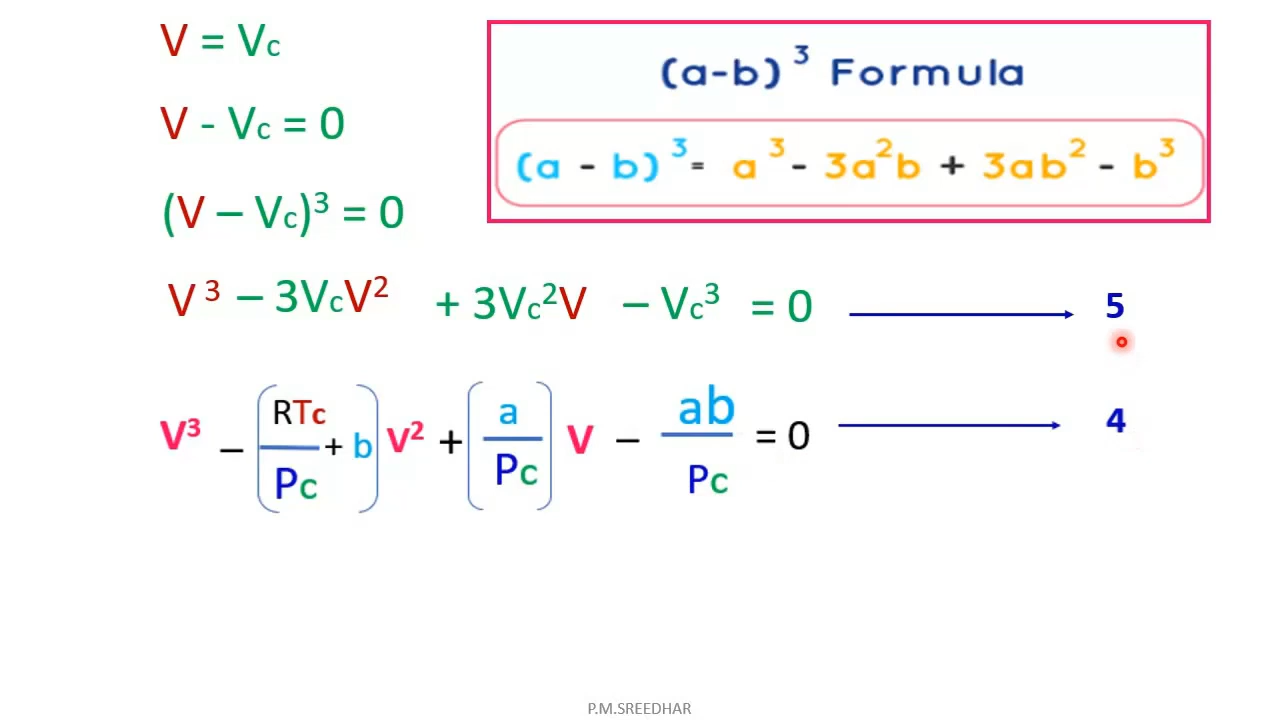 V = Vc
V - Vc = 0
(V – Vc)³ = 0
(a-b)³ Formula
(a - b)³ = a³ - 3a²b + 3ab² - b³
V³ – 3VcV² + 3Vc²V – Vc³ = 0 5
V³ – (RTc/Pc + b) V² + (a/Pc) V – ab/Pc = 0 4
P.M.SREEDHAR